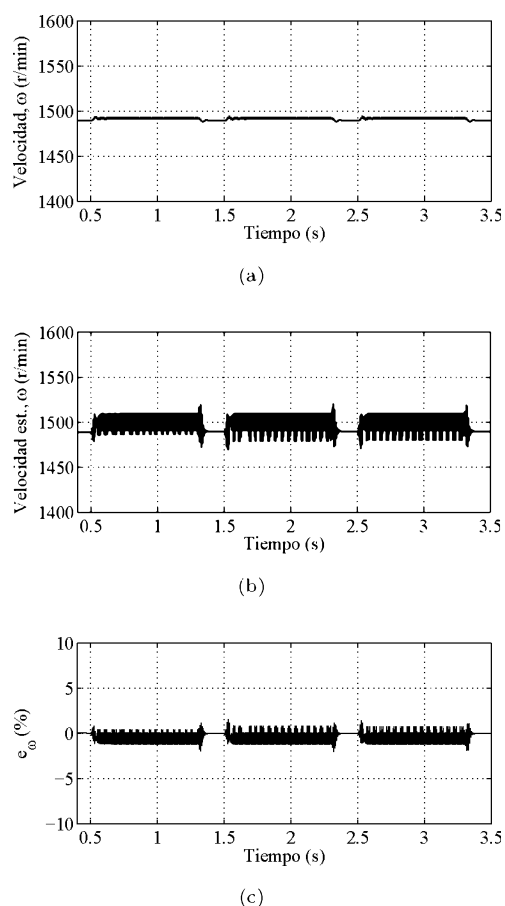 1600
1550
1500
1450
1400
Velocidad, ω (r/min)
0.5 1 1.5 2 2.5 3 3.5
Tiempo (s)
(a)
1600
1550
1500
1450
1400
Velocidad est., ω (r/min)
0.5 1 1.5 2 2.5 3 3.5
Tiempo (s)
(b)
10
5
0
−5
−10
eω (%)
0.5 1 1.5 2 2.5 3 3.5
Tiempo (s)
(c)